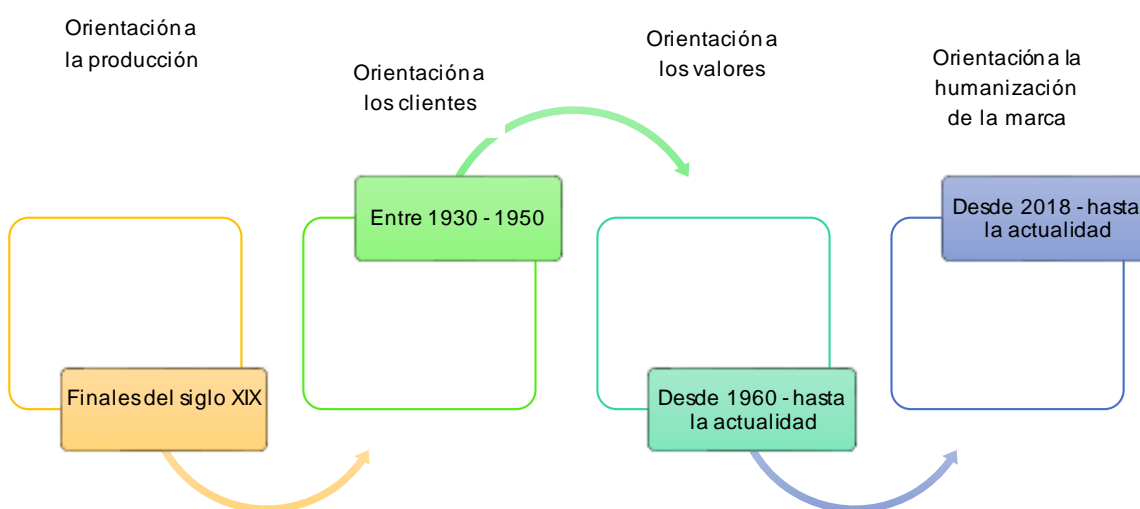 Orientación a
la producción
Orientación a
los clientes
Orientación a
los valores
Orientación a la
humanización
de la marca
Finales del siglo XIX
Entre 1930 - 1950
Desde 1960 - hasta
la actualidad
Desde 2018 - hasta
la actualidad